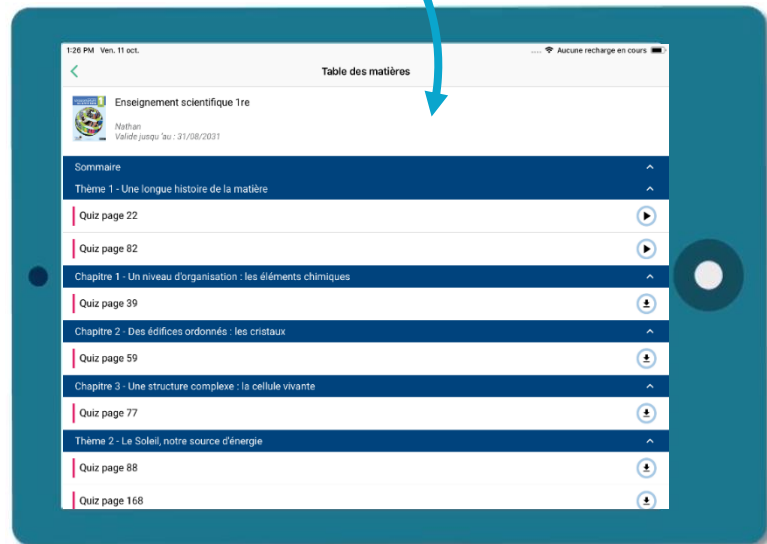 1:26 PM Ven. 11 oct.
..... Aucune recharge en cours
Table des matières
Enseignement scientifique 1re
Nathan
Valide jusqu 'au : 31/08/2031
Sommaire
Thème 1 - Une longue histoire de la matière
Quiz page 22
Quiz page 82
Chapitre 1 - Un niveau d'organisation : les éléments chimiques
Quiz page 39
Chapitre 2 - Des édifices ordonnés : les cristaux
Quiz page 59
Chapitre 3 - Une structure complexe : la cellule vivante
Quiz page 77
Thème 2 - Le Soleil, notre source d'énergie
Quiz page 88
Quiz page 168